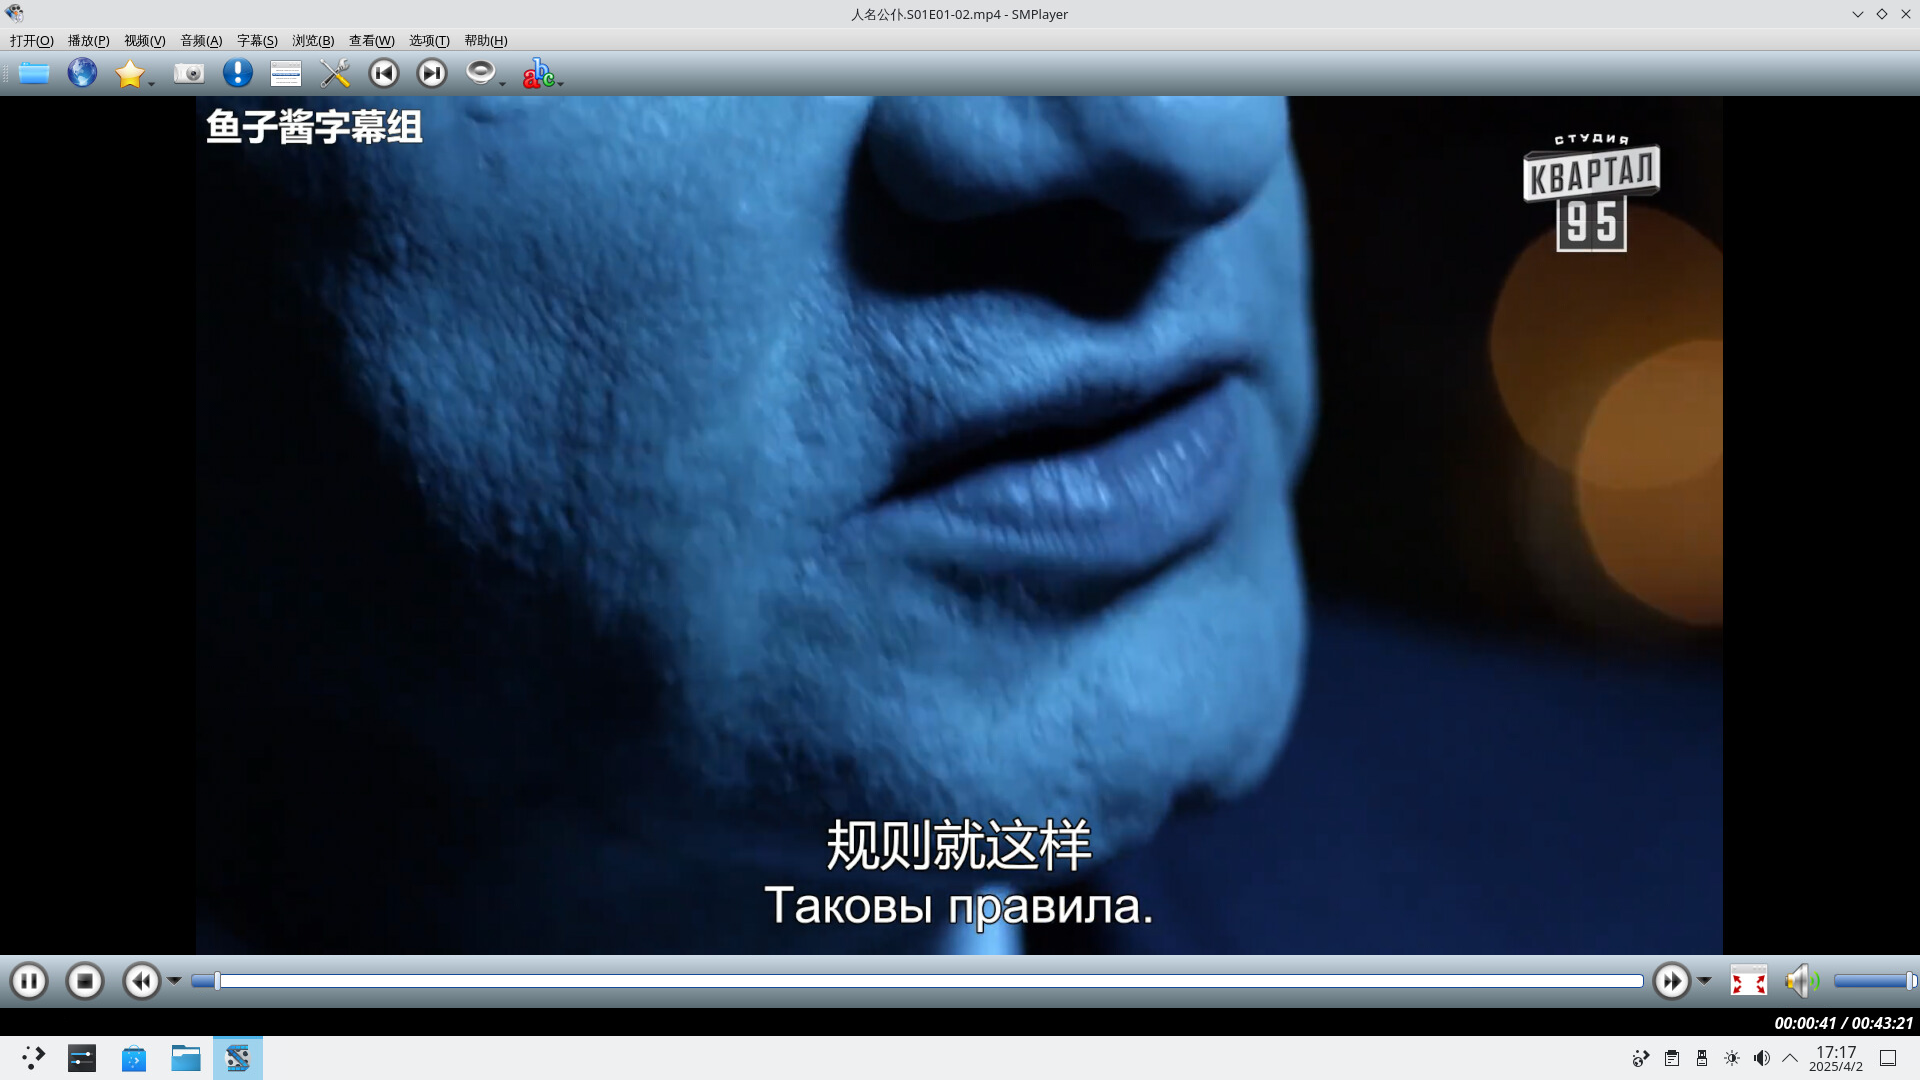 人名公仆.S01E01-02.mp4 - SMPlayer
打开(O) 播放(P) 视频(V) 音频(A) 字幕(S) 浏览(B) 查看(W) 选项(T) 帮助(H)
abc
鱼子酱字幕组
СТУДИЯ
КВАРТАЛ
95
规则就这样
Таковы правила.
00:00:41 / 00:43:21
17:17
2025/4/2